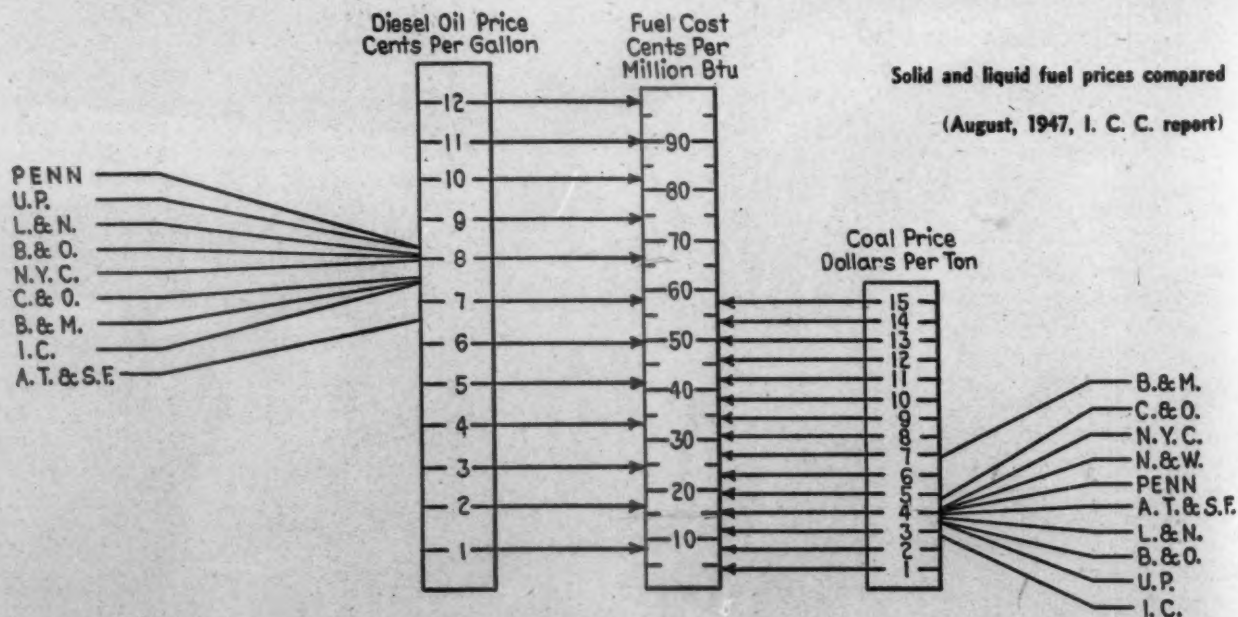 Diesel Oil Price
Cents Per Gallon
Fuel Cost
Cents Per
Million Btu
Solid and liquid fuel prices compared
(August, 1947, I. C. C. report)
12
11
10
9
8
7
6
5
4
3
2
1
90
80
70
60
50
40
30
20
10
PENN
U.P.
L.& N.
B.& O.
N.Y.C.
C.& O.
B.& M.
I.C.
A.T.& S.F.
Coal Price
Dollars Per Ton
15
14
13
12
11
10
9
8
7
6
5
4
3
2
1
B.& M.
C.& O.
N.Y.C.
N.& W.
PENN
A.T.& S.F.
L.& N.
B.& O.
U.P.
I.C.